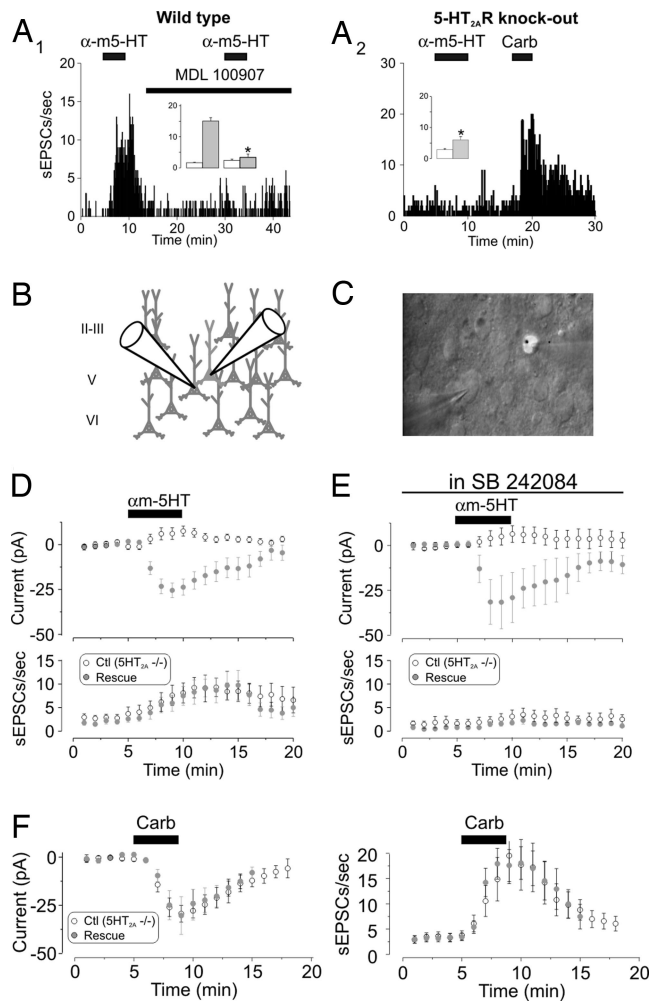 A1
Wild type
α-m5-HT
α-m5-HT
MDL 100907
sEPSCs/sec
20
15
10
5
0
20
10
0
*
0
10
20
30
40
Time (min)
A2
5-HT2AR knock-out
α-m5-HT
Carb
20
15
10
5
0
20
10
0
*
0
10
20
30
Time (min)
B
II-III
V
VI
C
D
αm-5HT
Current (pA)
0
-25
-50
Ctl (5HT2A -/-)
Rescue
sEPSCs/sec
15
10
5
0
0
5
10
15
20
Time (min)
E
in SB 242084
αm-5HT
Current (pA)
0
-25
-50
Ctl (5HT2A -/-)
Rescue
sEPSCs/sec
15
10
5
0
0
5
10
15
20
Time (min)
F
Carb
Current (pA)
0
-25
-50
Ctl (5HT2A -/-)
Rescue
0
5
10
15
20
Time (min)
Carb
sEPSCs/sec
20
15
10
5
0
0
5
10
15
20
Time (min)